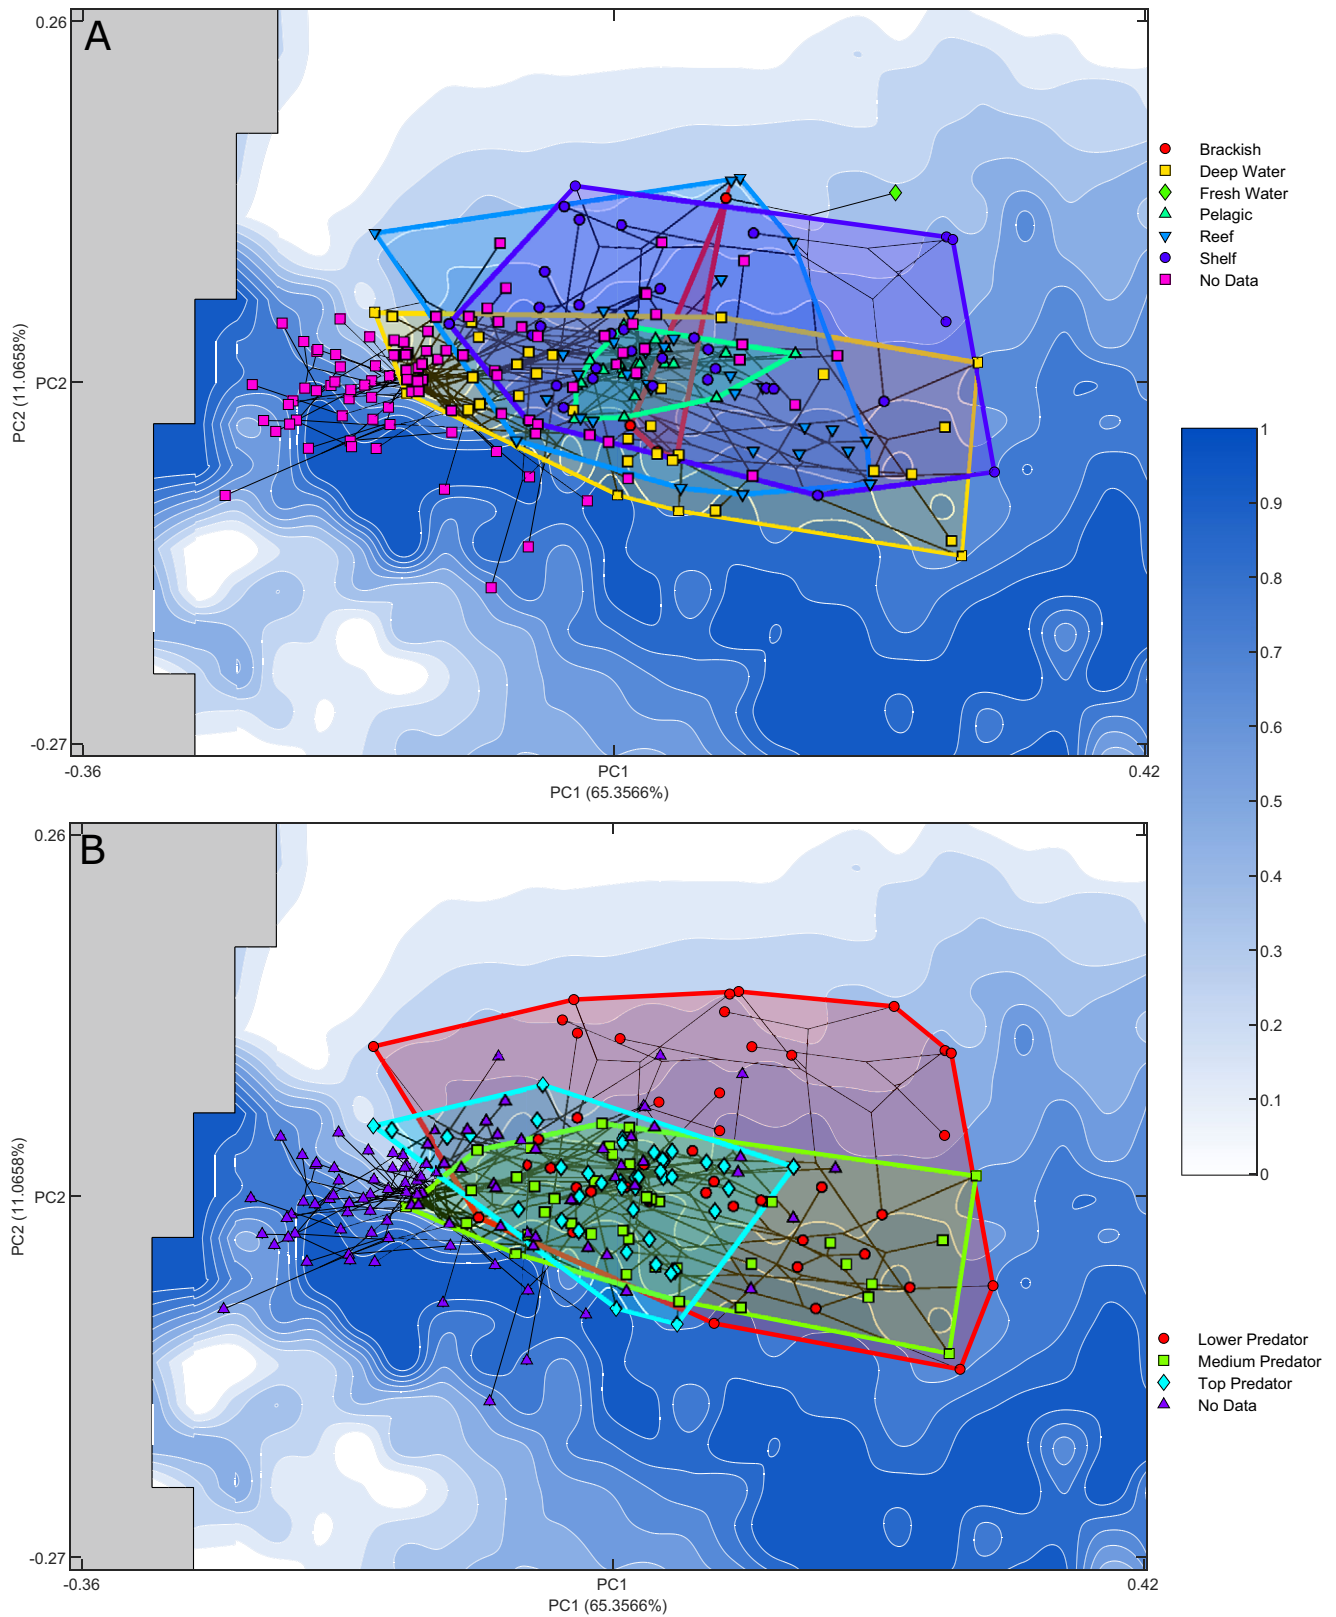 A
0.26
PC2
PC2 (11.0658%)
-0.27
-0.36
PC1
0.42
PC1 (65.3566%)
Brackish
Deep Water
Fresh Water
Pelagic
Reef
Shelf
No Data
1
0.9
0.8
0.7
0.6
0.5
0.4
0.3
0.2
0.1
0
B
0.26
PC2
PC2 (11.0658%)
-0.27
-0.36
PC1
0.42
PC1 (65.3566%)
Lower Predator
Medium Predator
Top Predator
No Data